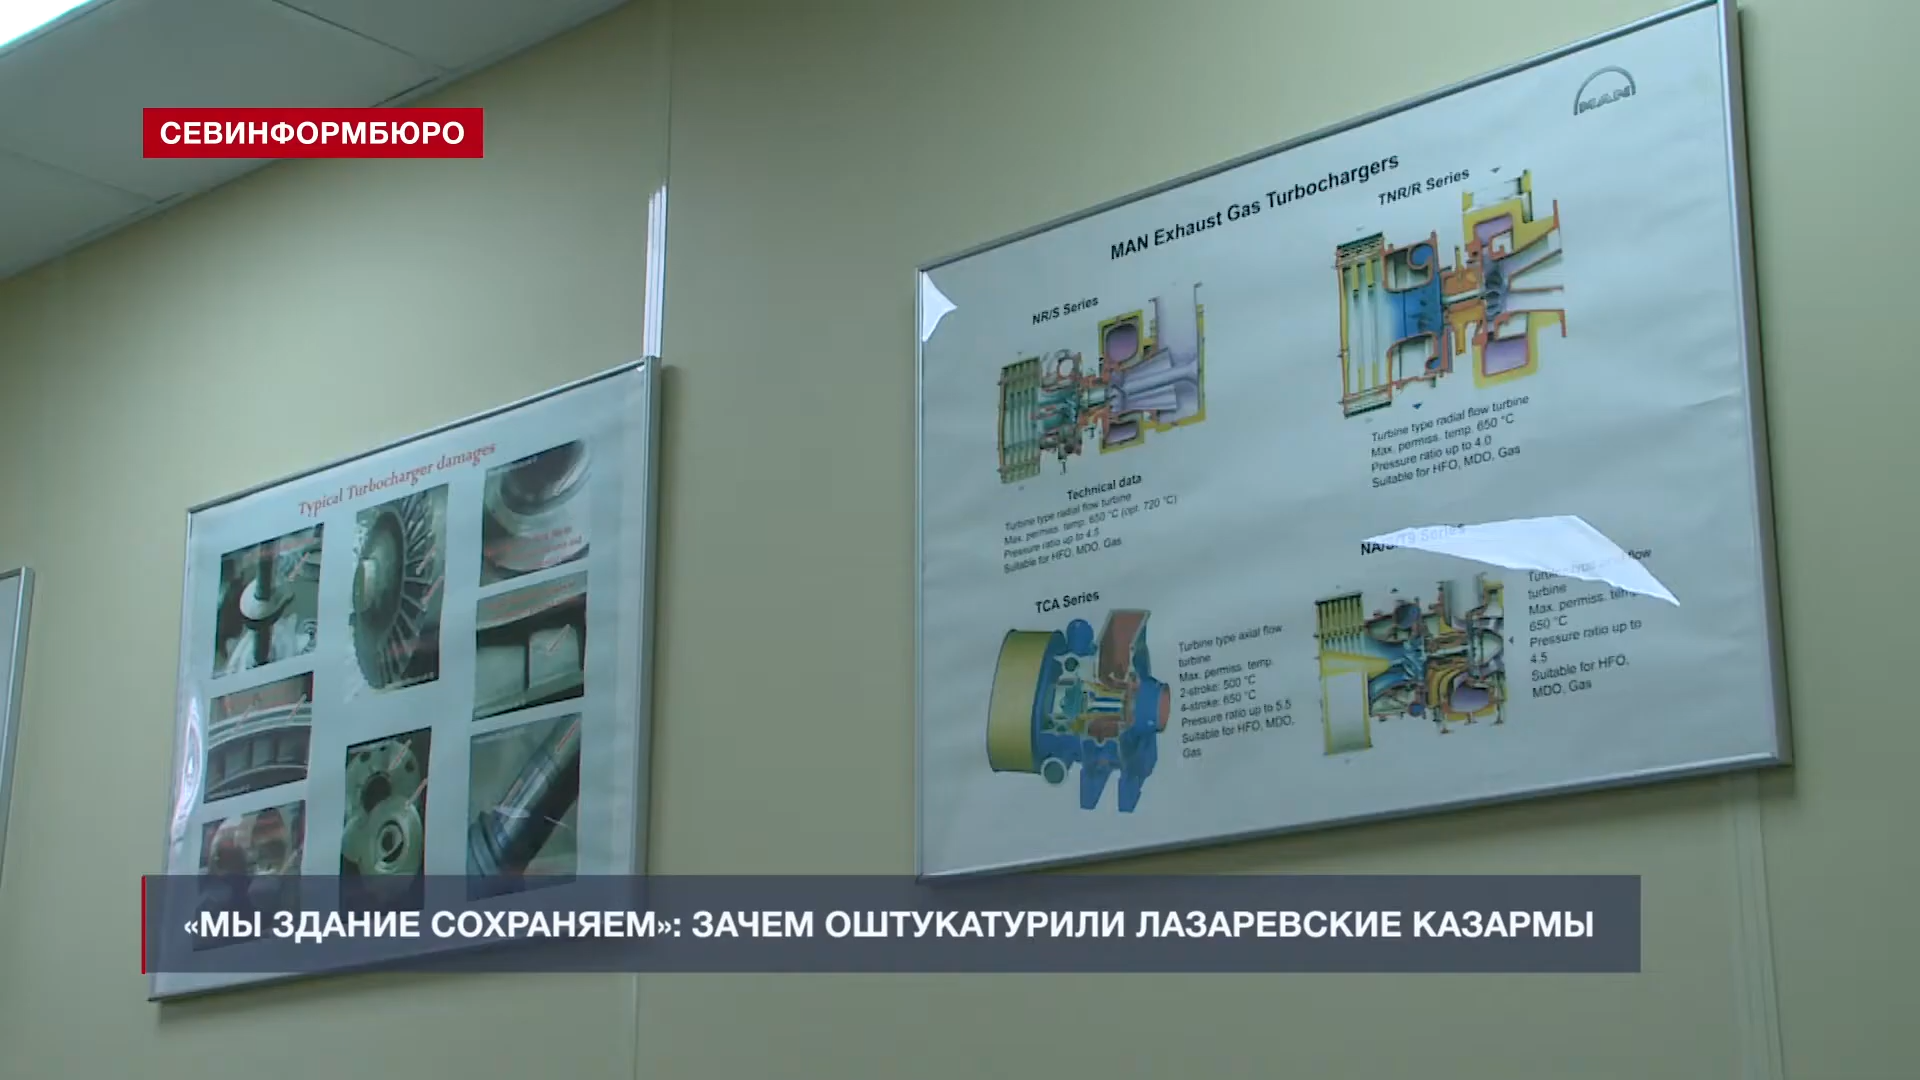 СЕВИНФОРМБЮРО
MAN
MAN Exhaust Gas Turbochargers
NR/S Series
Technical data
Turbine type radial flow turbine
Max. permiss. temp. 650 °C (opt. 720 °C)
Pressure ratio up to 4.5
Suitable for HFO, MDO, Gas
TNR/R Series
Turbine type radial flow turbine
Max. permiss. temp. 650 °C
Pressure ratio up to 4.0
Suitable for HFO, MDO, Gas
TCA Series
Turbine type axial flow
turbine
Max. permiss. temp.
2-stroke: 500 °C
4-stroke: 650 °C
Pressure ratio up to 5.5
Suitable for HFO, MDO,
Gas
Series
flow
turbine
Max. permiss.
650 °C
Pressure ratio up to
4.5
Suitable for HFO,
MDO, Gas
Typical Turbocharger damages
«МЫ ЗДАНИЕ СОХРАНЯЕМ»: ЗАЧЕМ ОШТУКАТУРИЛИ ЛАЗАРЕВСКИЕ КАЗАРМЫ